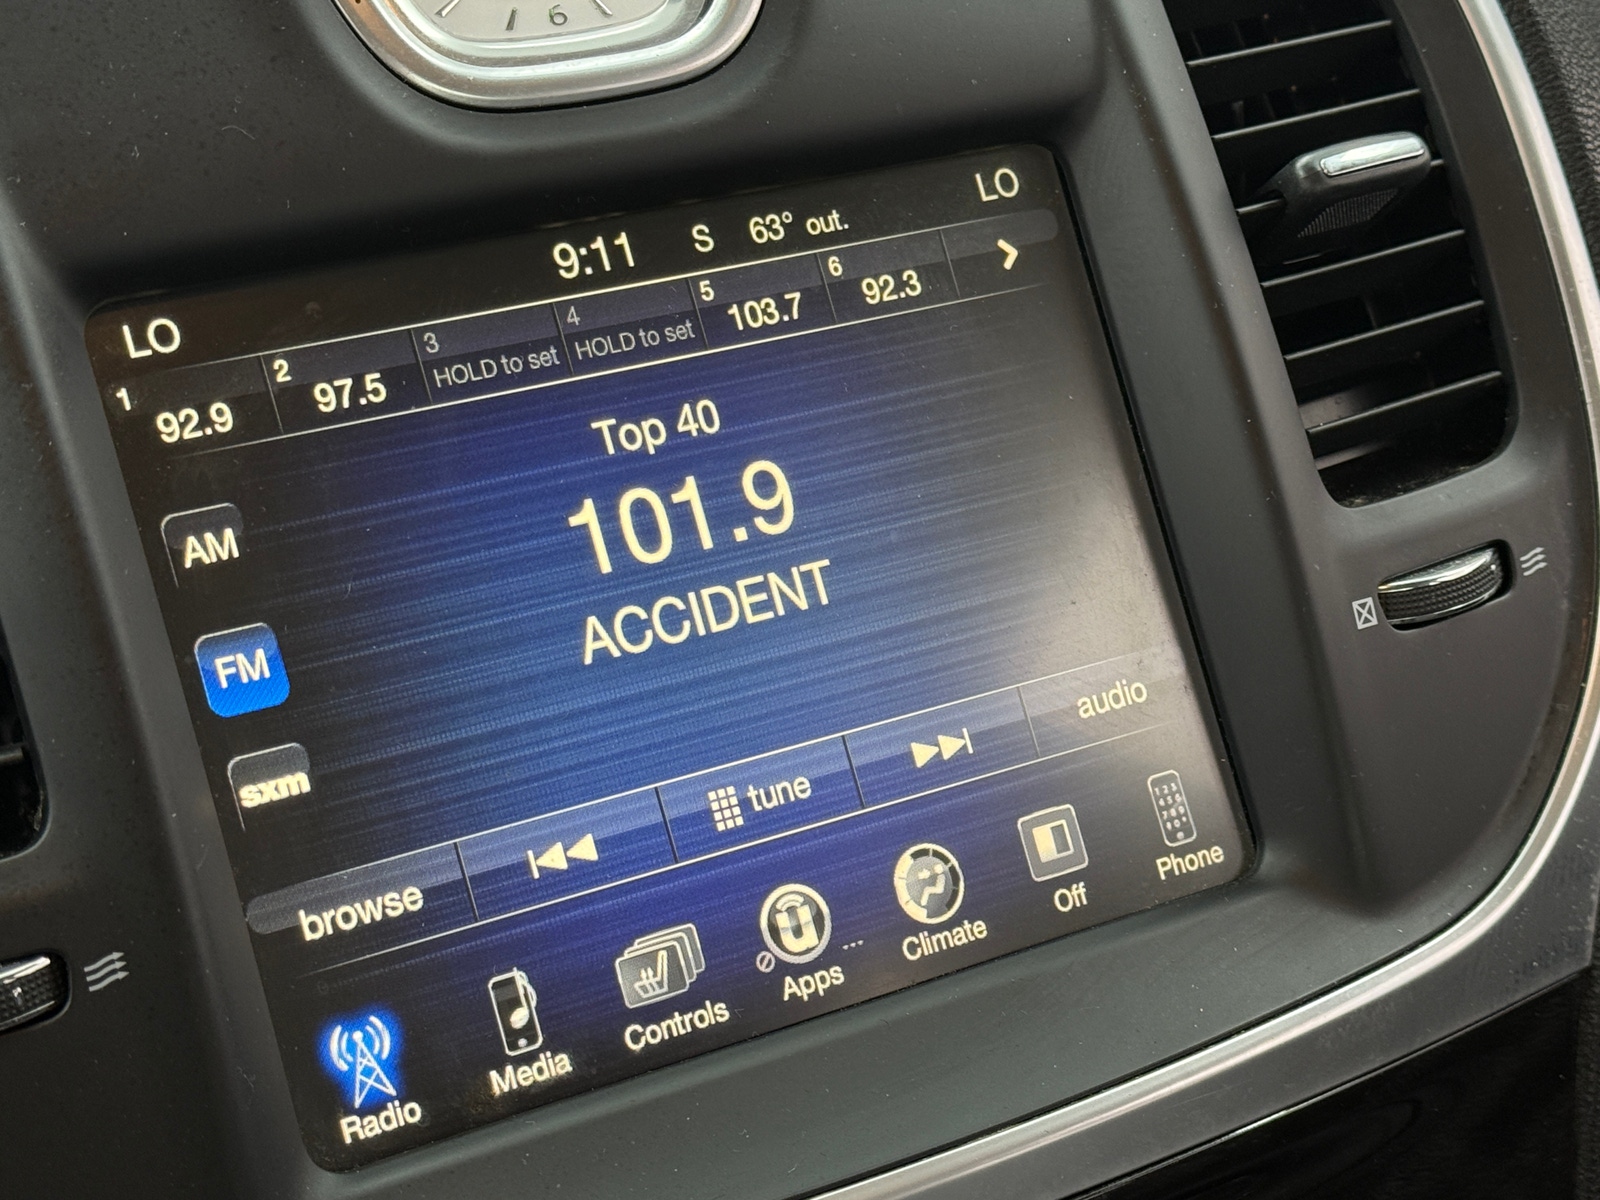 6
9:11 S 63° out. LO
LO
1 92.9
2 97.5
3 HOLD to set
4 HOLD to set
5 103.7
6 92.3
Top 40
101.9
ACCIDENT
AM
FM
sxm
browse
tune
audio
Radio
Media
Controls
Apps
Climate
Off
Phone